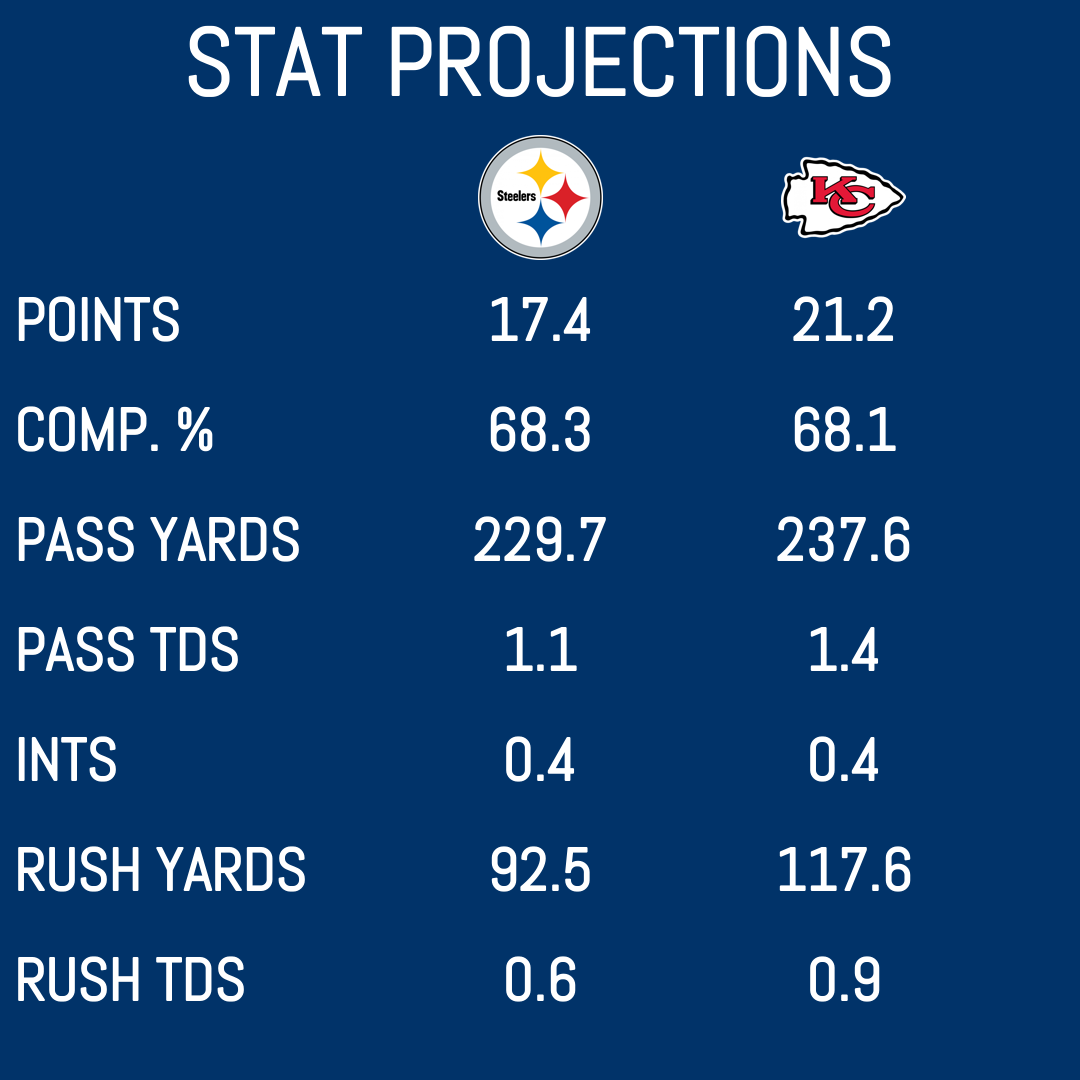 STAT PROJECTIONS
Steelers KC
POINTS 17.4 21.2
COMP. % 68.3 68.1
PASS YARDS 229.7 237.6
PASS TDS 1.1 1.4
INTS 0.4 0.4
RUSH YARDS 92.5 117.6
RUSH TDS 0.6 0.9